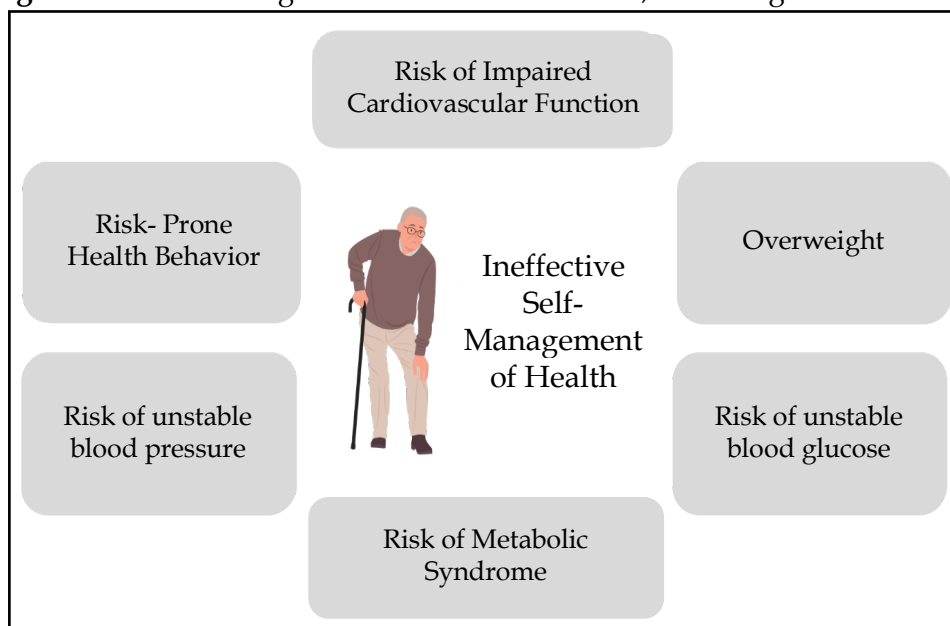 Risk of Impaired
Cardiovascular Function
Risk- Prone
Health Behavior
Overweight
Ineffective
Self-
Management
of Health
Risk of unstable
blood pressure
Risk of unstable
blood glucose
Risk of Metabolic
Syndrome